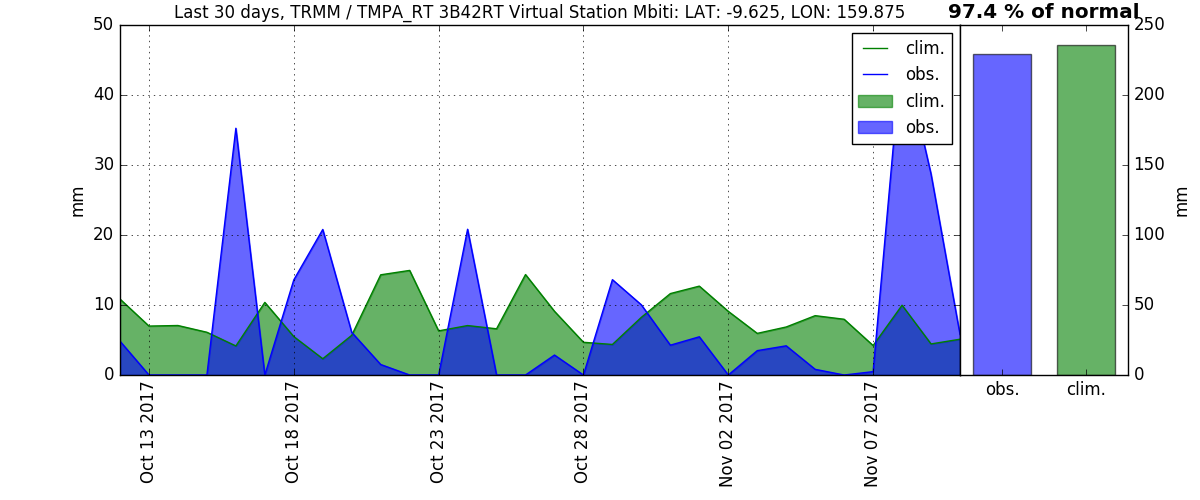 Last 30 days, TRMM / TMPA_RT 3B42RT Virtual Station Mbiti: LAT: -9.625, LON: 159.875
97.4 % of normal
50
40
30
20
10
0
mm
clim.
obs.
clim.
obs.
250
200
150
100
50
0
mm
obs.
clim.
Oct 13 2017
Oct 18 2017
Oct 23 2017
Oct 28 2017
Nov 02 2017
Nov 07 2017